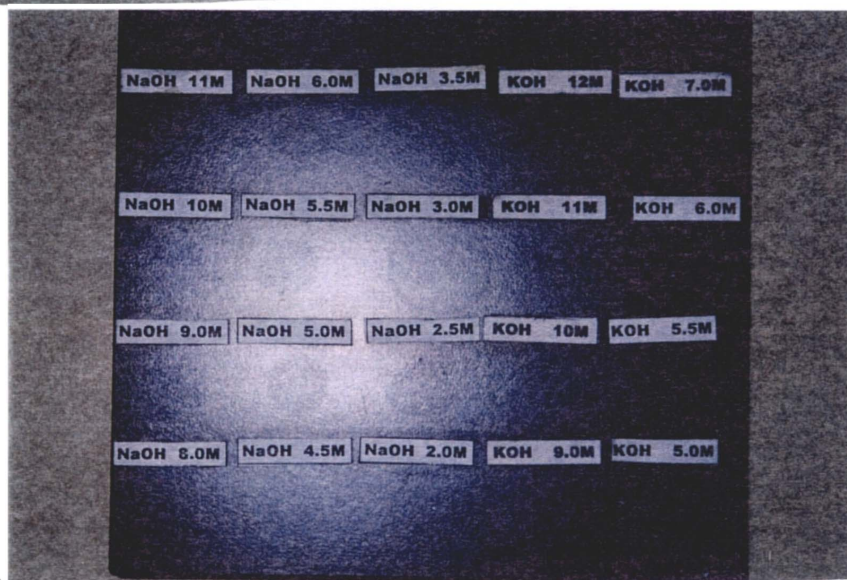 NaOH 11M NaOH 6.0M NaOH 3.5M KOH 12M KOH 7.0M
NaOH 10M NaOH 5.5M NaOH 3.0M KOH 11M KOH 6.0M
NaOH 9.0M NaOH 5.0M NaOH 2.5M KOH 10M KOH 5.5M
NaOH 8.0M NaOH 4.5M NaOH 2.0M KOH 9.0M KOH 5.0M